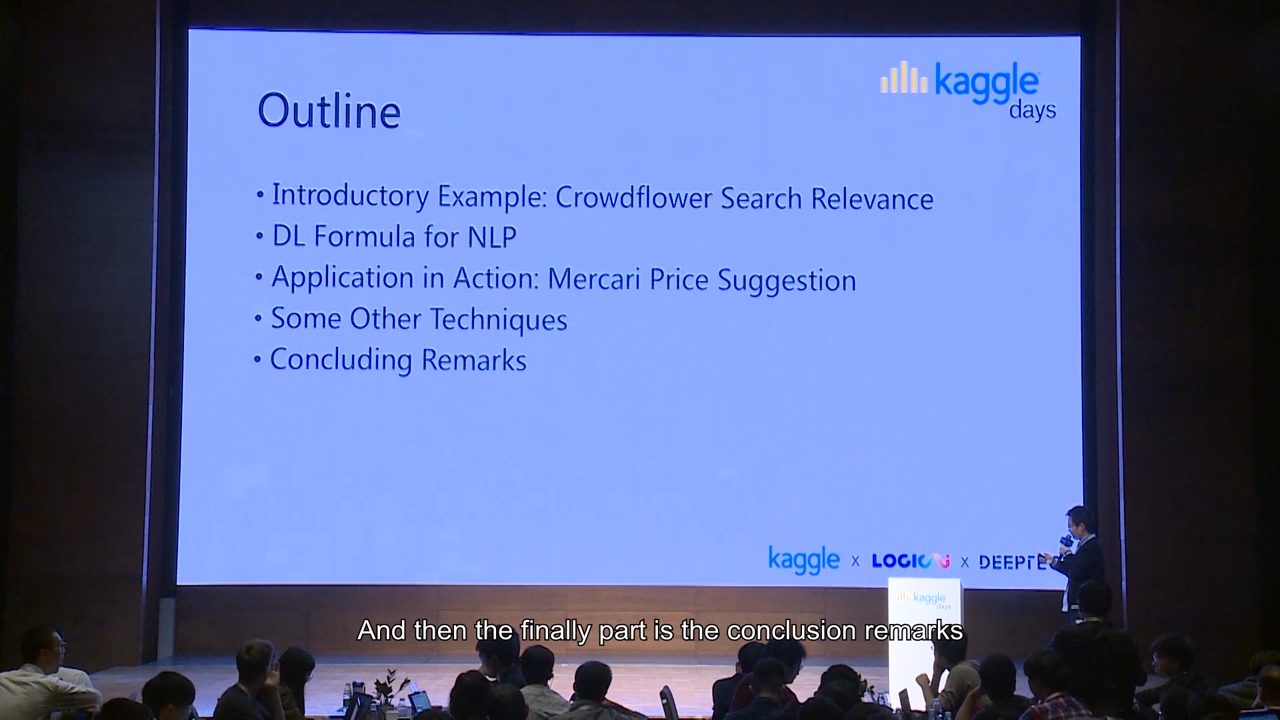 kaggle
days
Outline
• Introductory Example: Crowdflower Search Relevance
• DL Formula for NLP
• Application in Action: Mercari Price Suggestion
• Some Other Techniques
• Concluding Remarks
kaggle x LOGICAI x DEEPTE
kaggle
days
And then the finally part is the conclusion remarks